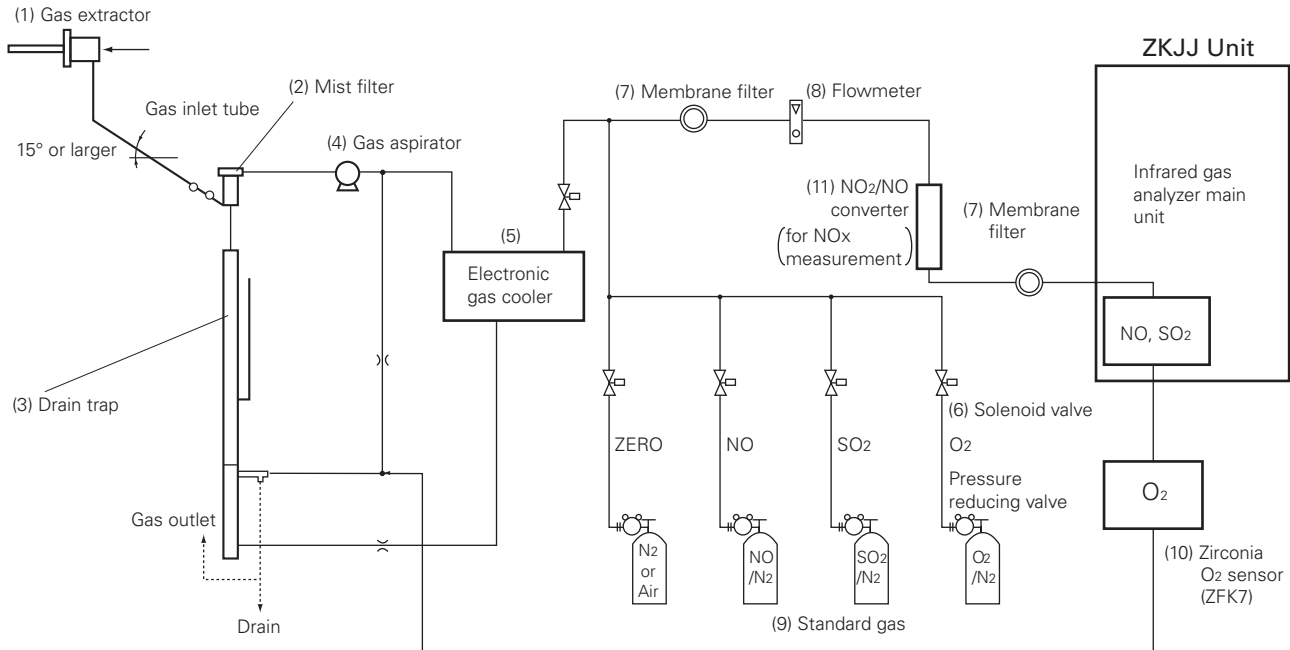 (1) Gas extractor
ZKJJ Unit
(2) Mist filter
Gas inlet tube
15° or larger
(4) Gas aspirator
(7) Membrane filter
(8) Flowmeter
Infrared gas
analyzer main
unit
(11) NO2/NO
converter
(for NOx
measurement)
(7) Membrane
filter
(5)
Electronic
gas cooler
NO, SO2
(3) Drain trap
(6) Solenoid valve
ZERO
NO
SO2
O2
Pressure
reducing valve
O2
Gas outlet
N2
or
Air
NO
/N2
SO2
/N2
O2
/N2
(10) Zirconia
O2 sensor
(ZFK7)
Drain
(9) Standard gas